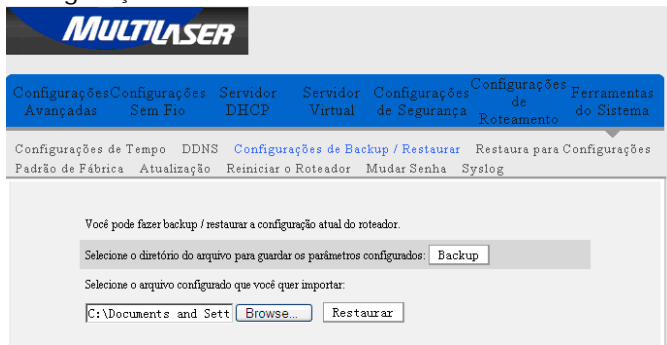 MULTILASER
Configurações Avançadas Configurações Sem Fio Servidor DHCP Servidor Virtual Configurações de Segurança Configurações de Roteamento Ferramentas do Sistema
Configurações de Tempo DDNS Configurações de Backup / Restaurar Restaura para Configurações
Padrão de Fábrica Atualização Reiniciar o Roteador Mudar Senha Syslog
Você pode fazer backup / restaurar a configuração atual do roteador.
Selecione o diretório do arquivo para guardar os parâmetros configurados: Backup
Selecione o arquivo configurado que você quer importar:
C:\Documents and Sett Browse... Restaurar